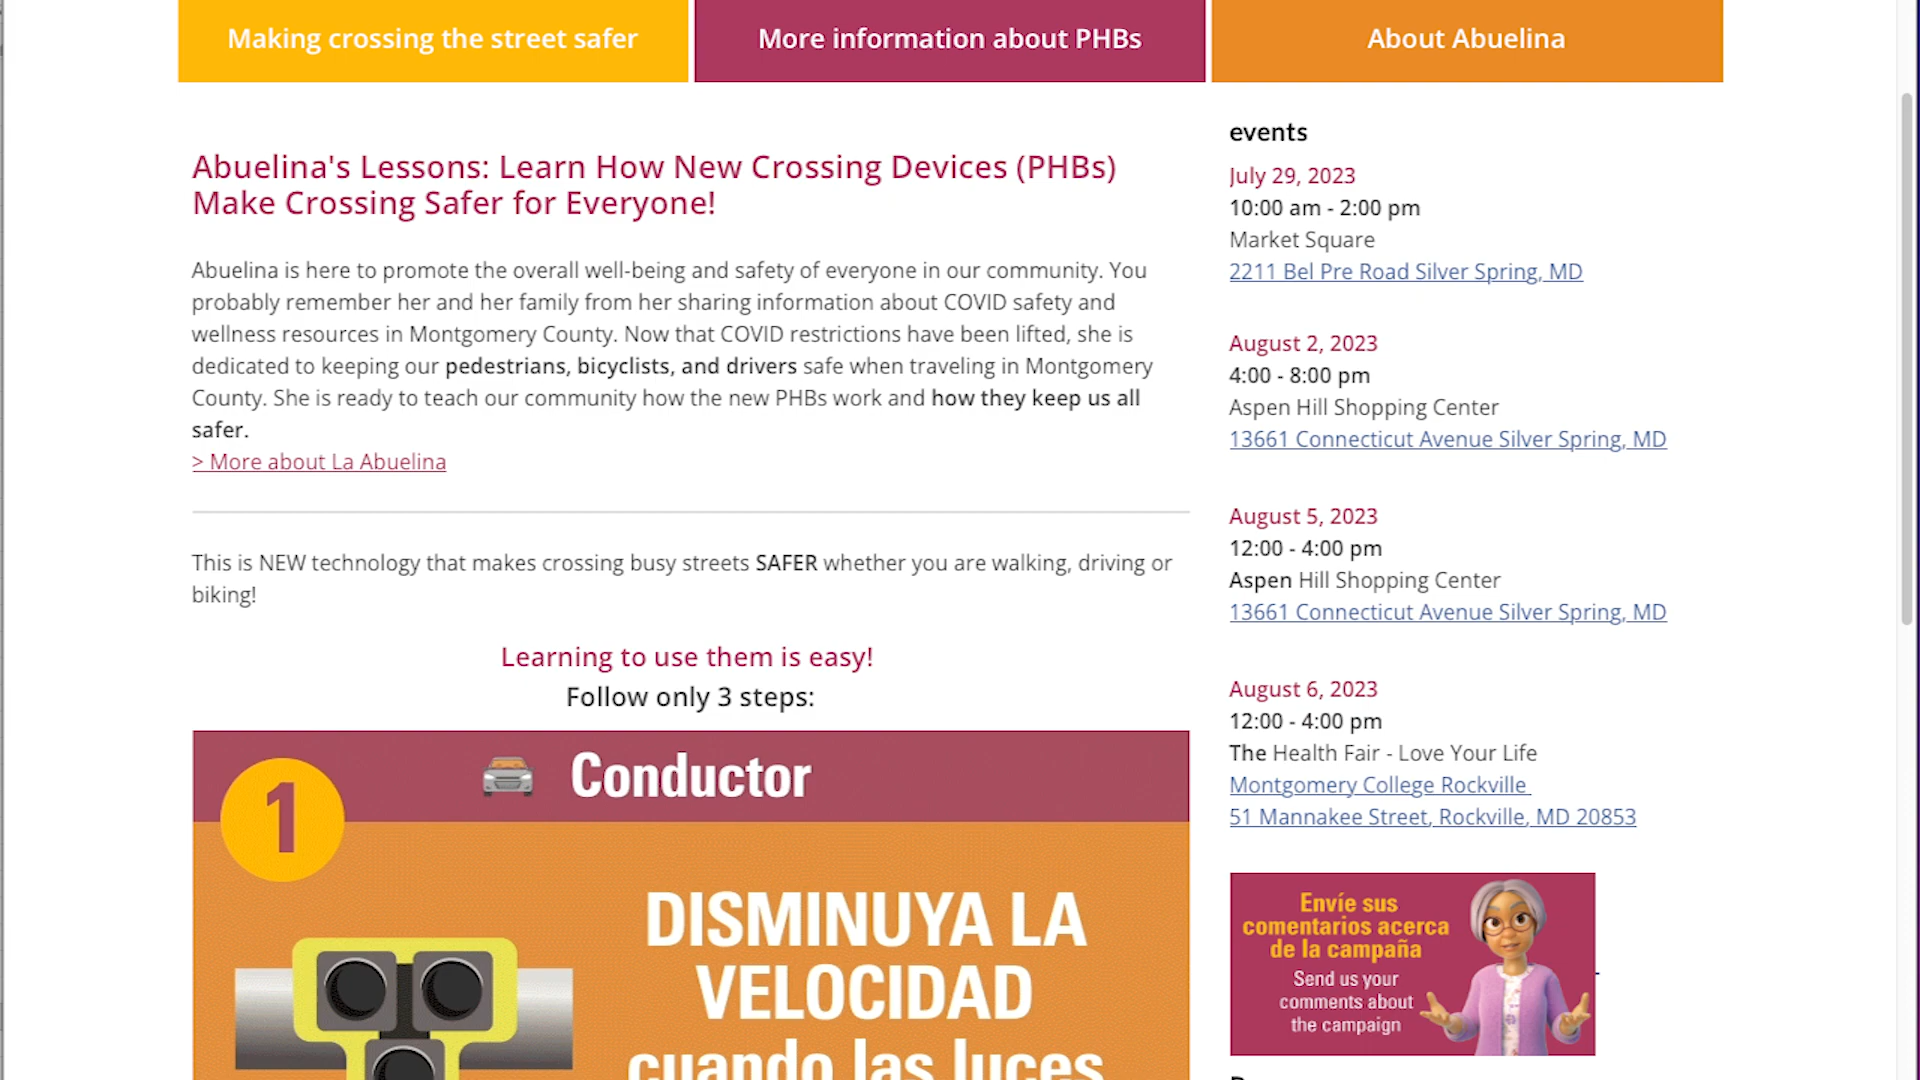 Making crossing the street safer
More information about PHBs
About Abuelina
Abuelina's Lessons: Learn How New Crossing Devices (PHBs)
Make Crossing Safer for Everyone!
Abuelina is here to promote the overall well-being and safety of everyone in our community. You
probably remember her and her family from her sharing information about COVID safety and
wellness resources in Montgomery County. Now that COVID restrictions have been lifted, she is
dedicated to keeping our pedestrians, bicyclists, and drivers safe when traveling in Montgomery
County. She is ready to teach our community how the new PHBs work and how they keep us all
safer.
> More about La Abuelina
This is NEW technology that makes crossing busy streets SAFER whether you are walking, driving or
biking!
Learning to use them is easy!
Follow only 3 steps:
1
Conductor
DISMINUYA LA
VELOCIDAD
cuando las luces
events
July 29, 2023
10:00 am - 2:00 pm
Market Square
2211 Bel Pre Road Silver Spring, MD
August 2, 2023
4:00 - 8:00 pm
Aspen Hill Shopping Center
13661 Connecticut Avenue Silver Spring, MD
August 5, 2023
12:00 - 4:00 pm
Aspen Hill Shopping Center
13661 Connecticut Avenue Silver Spring, MD
August 6, 2023
12:00 - 4:00 pm
The Health Fair - Love Your Life
Montgomery College Rockville
51 Mannakee Street, Rockville, MD 20853
Envíe sus
comentarios acerca
de la campaña
Send us your
comments about
the campaign